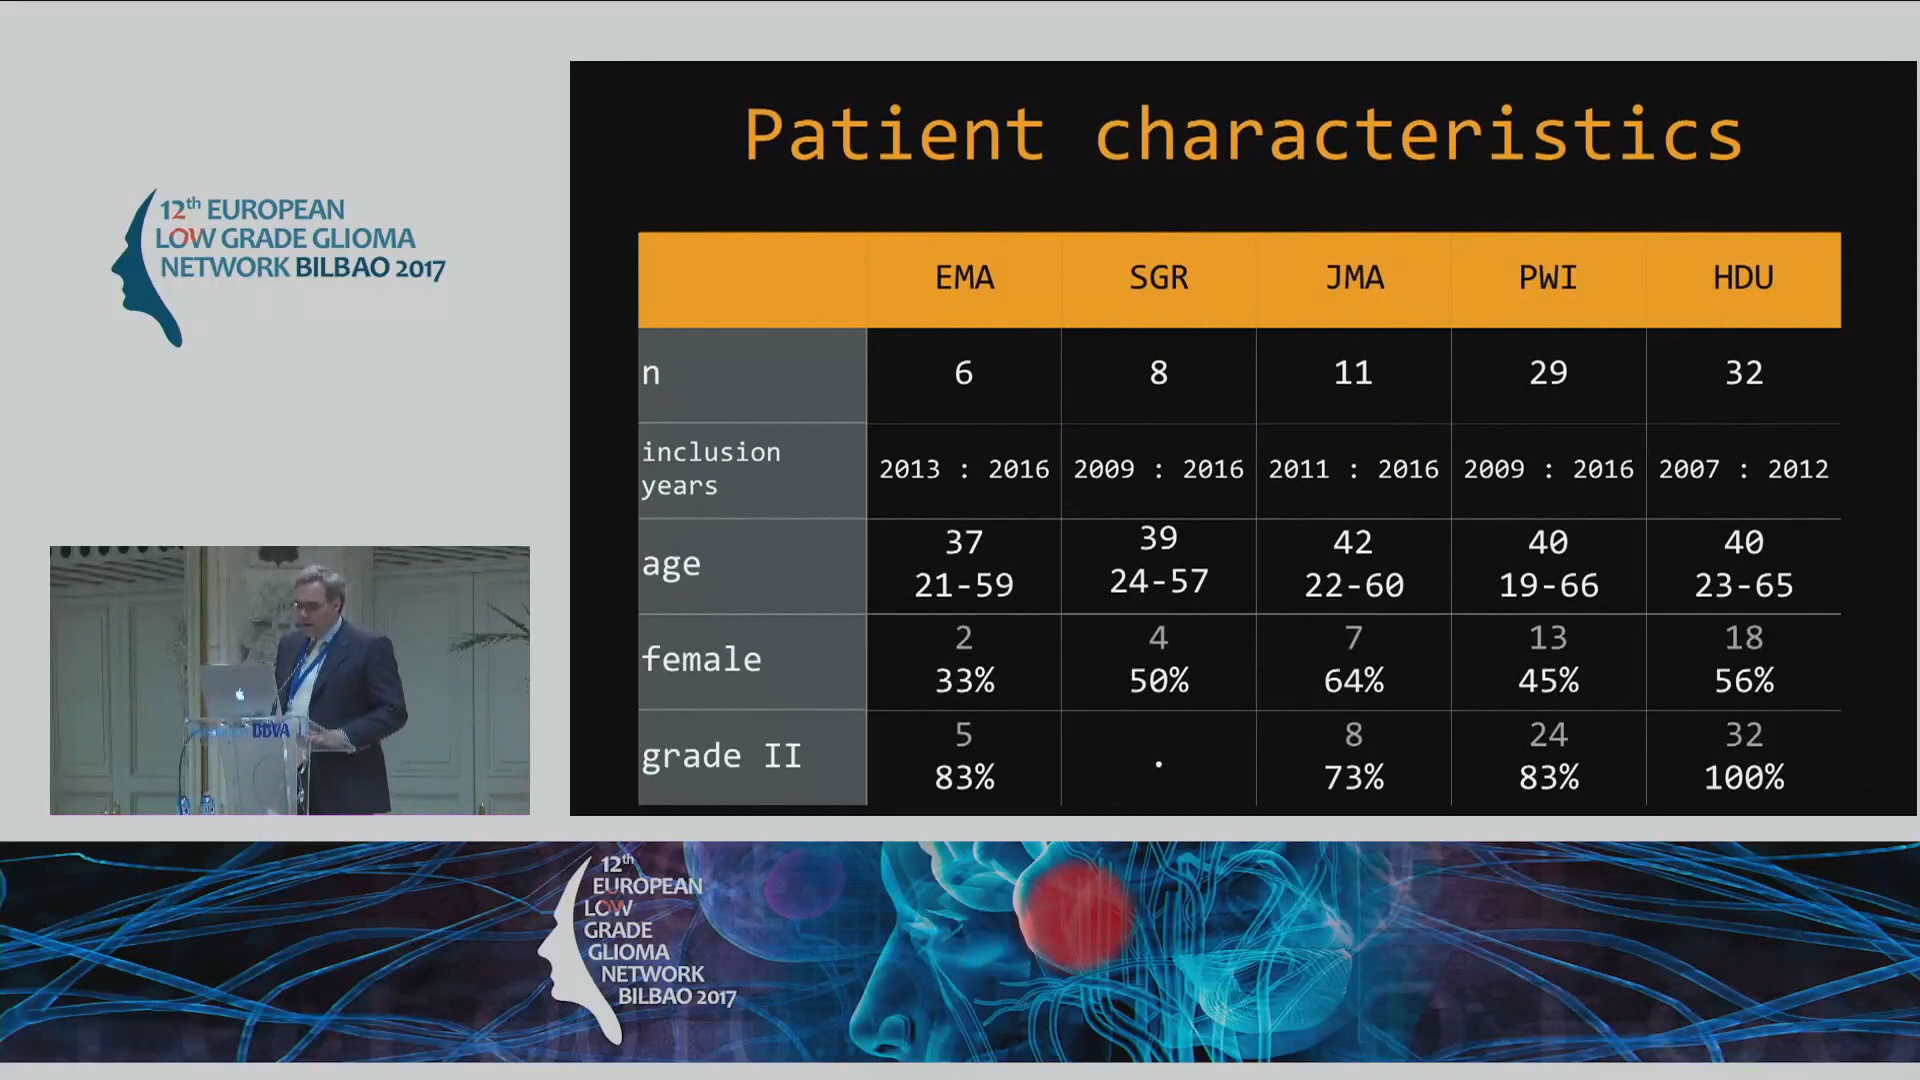 12th EUROPEAN
LOW GRADE GLIOMA
NETWORK BILBAO 2017
Patient characteristics
EMA SGR JMA PWI HDU
n 6 8 11 29 32
inclusion years 2013 : 2016 2009 : 2016 2011 : 2016 2009 : 2016 2007 : 2012
age 37 21-59 39 24-57 42 22-60 40 19-66 40 23-65
female 2 33% 4 50% 7 64% 13 45% 18 56%
grade II 5 83% . 8 73% 24 83% 32 100%
BBVA
12th
EUROPEAN
LOW
GRADE
GLIOMA
NETWORK
BILBAO 2017